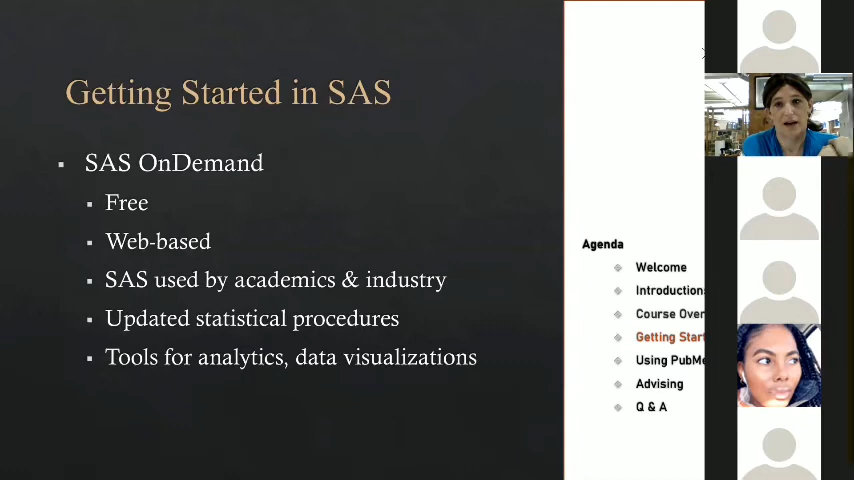 Getting Started in SAS
SAS OnDemand
Free
Web-based
SAS used by academics & industry
Updated statistical procedures
Tools for analytics, data visualizations
Agenda
Welcome
Introductions
Course Over
Getting Start
Using PubMe
Advising
Q & A